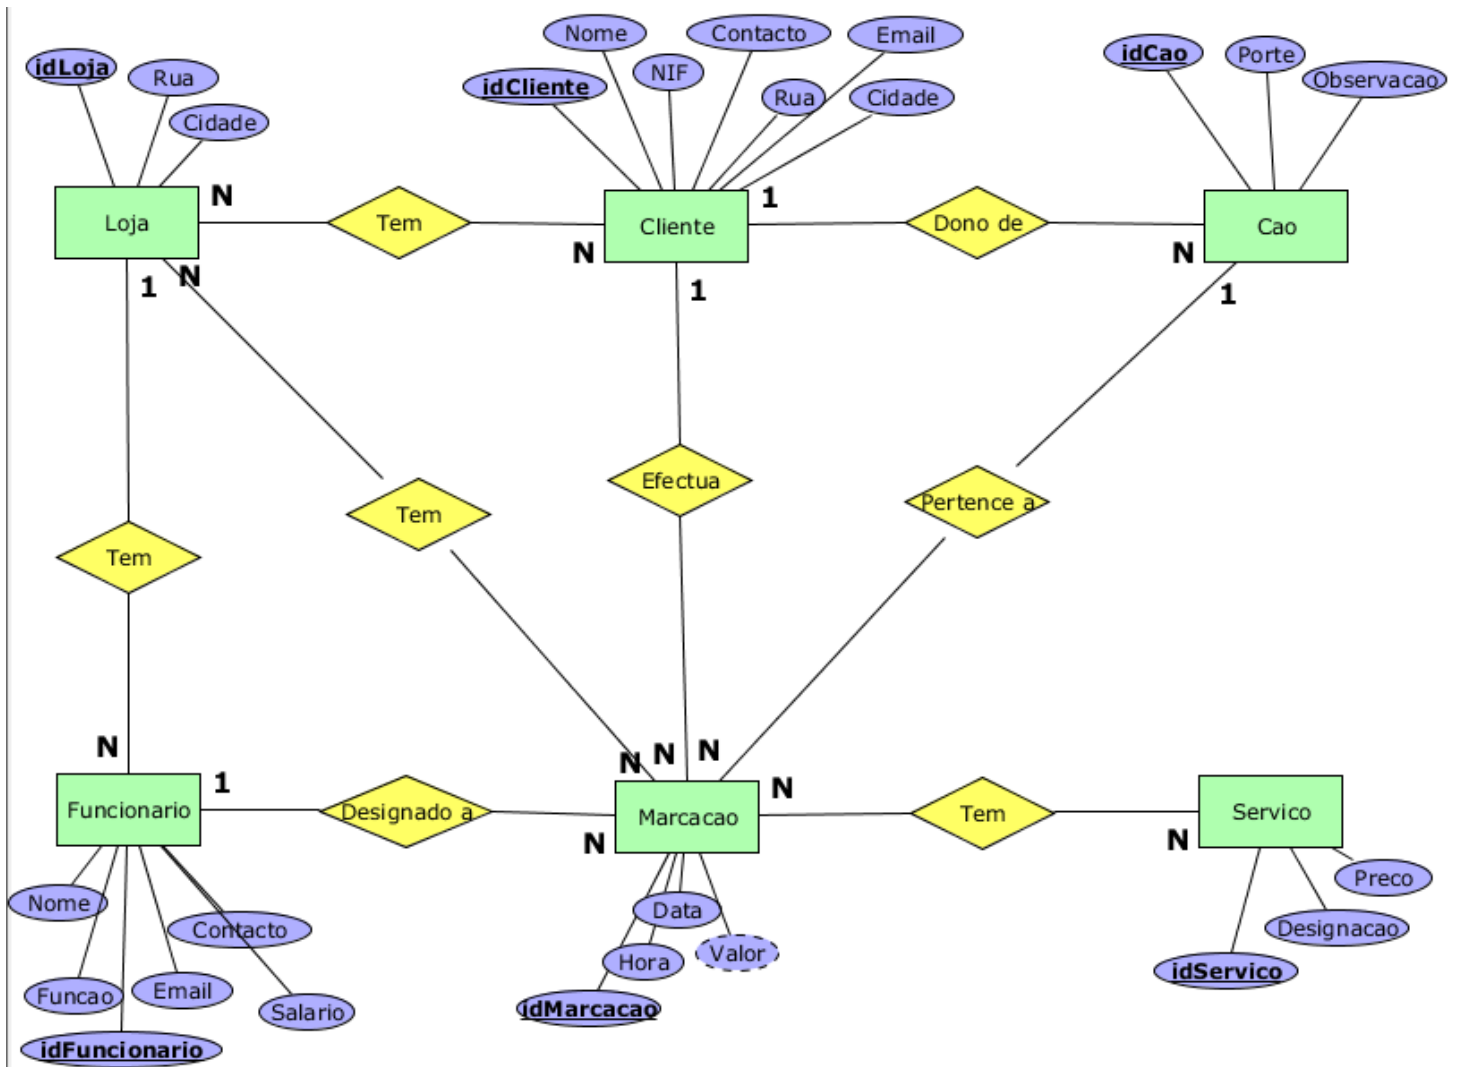 Nome
Contacto
Email
idCliente
NIF
Rua
Cidade
idLoja
Rua
Cidade
idCao
Porte
Observacao
Loja
N
Tem
N
Cliente
1
Dono de
N
Cao
1
N
1
1
Tem
Tem
Efectua
Pertence a
N
N
N
N
Funcionario
1
Designado a
N
Marcacao
N
Tem
N
Servico
Nome
Contacto
Funcao
Email
Salario
idFuncionario
Data
Hora
Valor
idMarcacao
Preco
Designacao
idServico